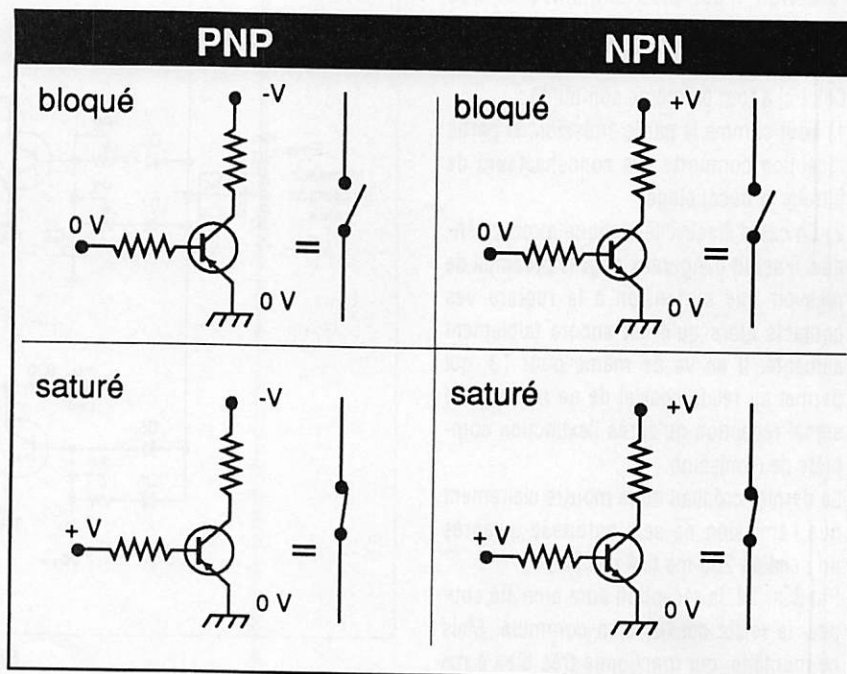 PNP
NPN
bloqué
-V
0 V
=
0 V
bloqué
+V
0 V
=
0 V
saturé
-V
+ V
=
0 V
saturé
+V
+
=
0 V